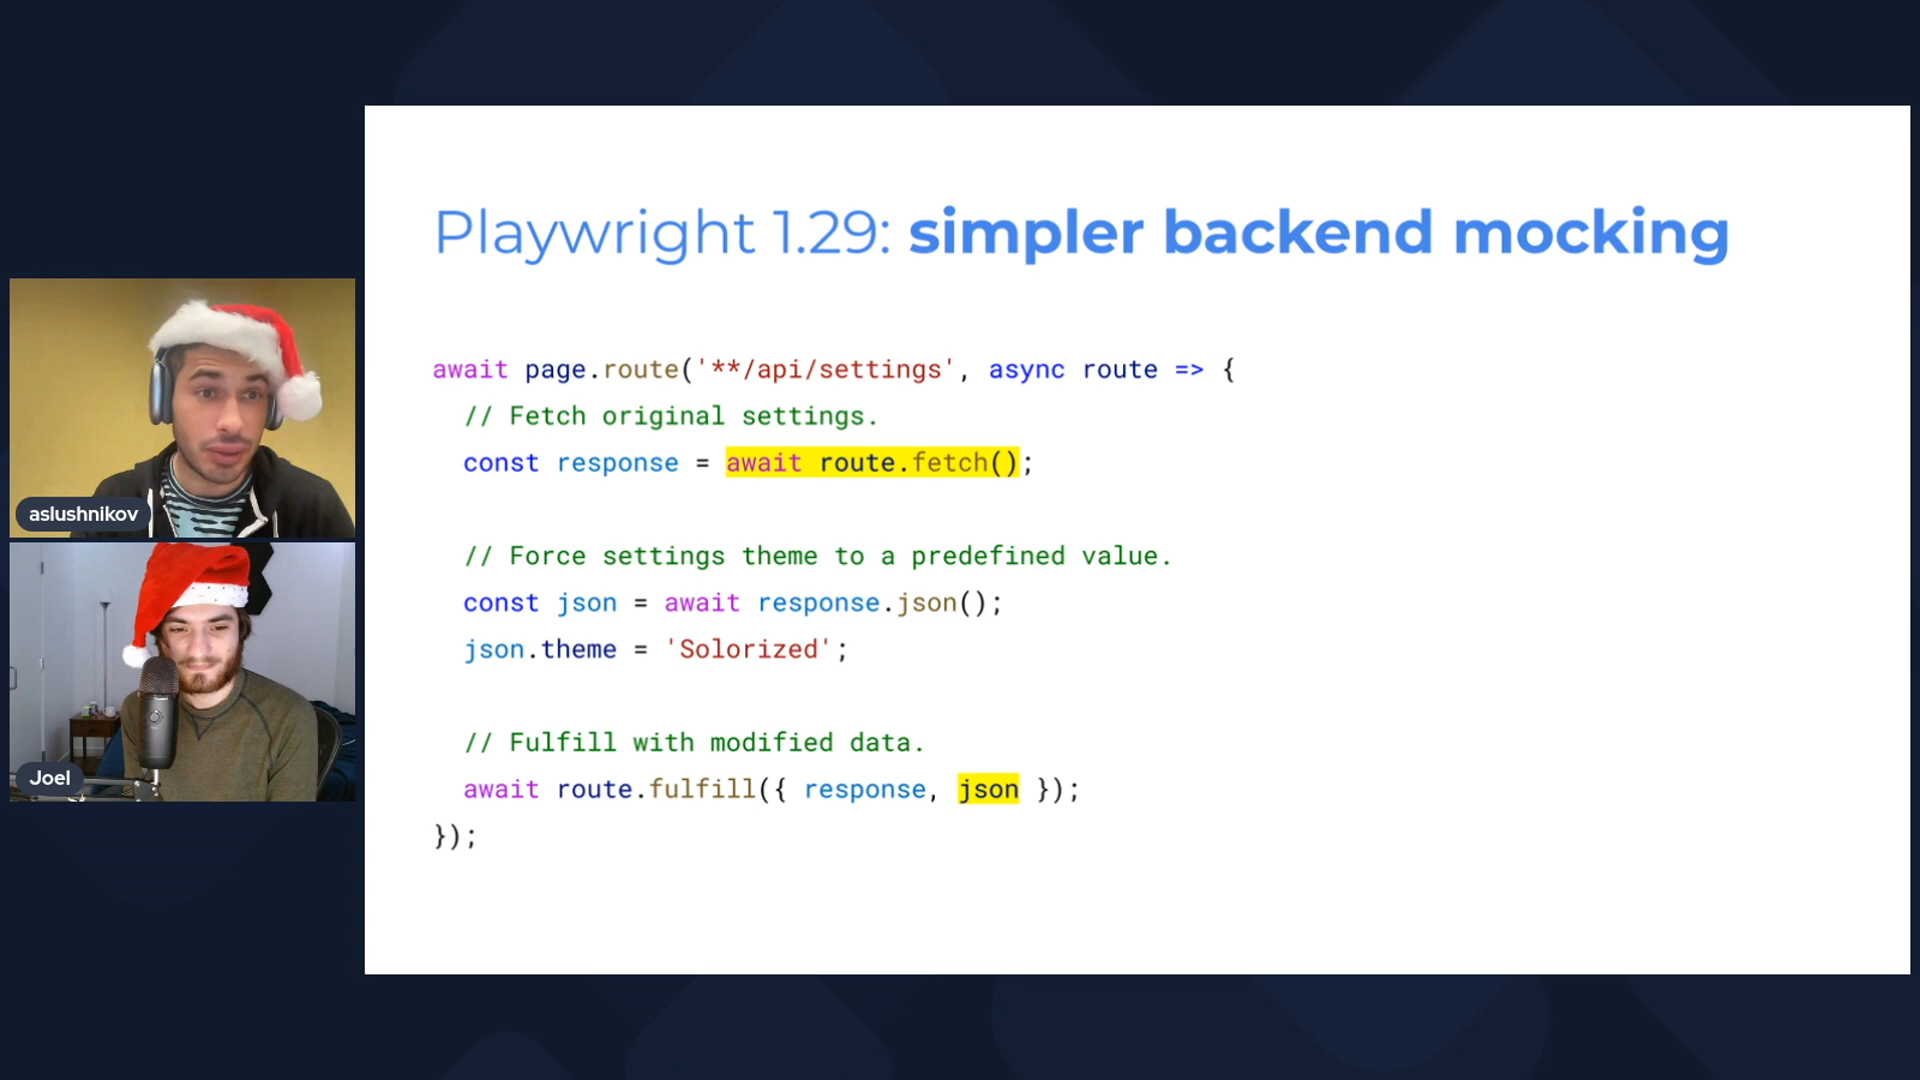 Playwright 1.29: simpler backend mocking
await page.route('**/api/settings', async route => {
// Fetch original settings.
const response = await route.fetch();
// Force settings theme to a predefined value.
const json = await response.json();
json.theme = 'Solorized';
// Fulfill with modified data.
await route.fulfill({ response, json });
});
aslushnikov
Joel